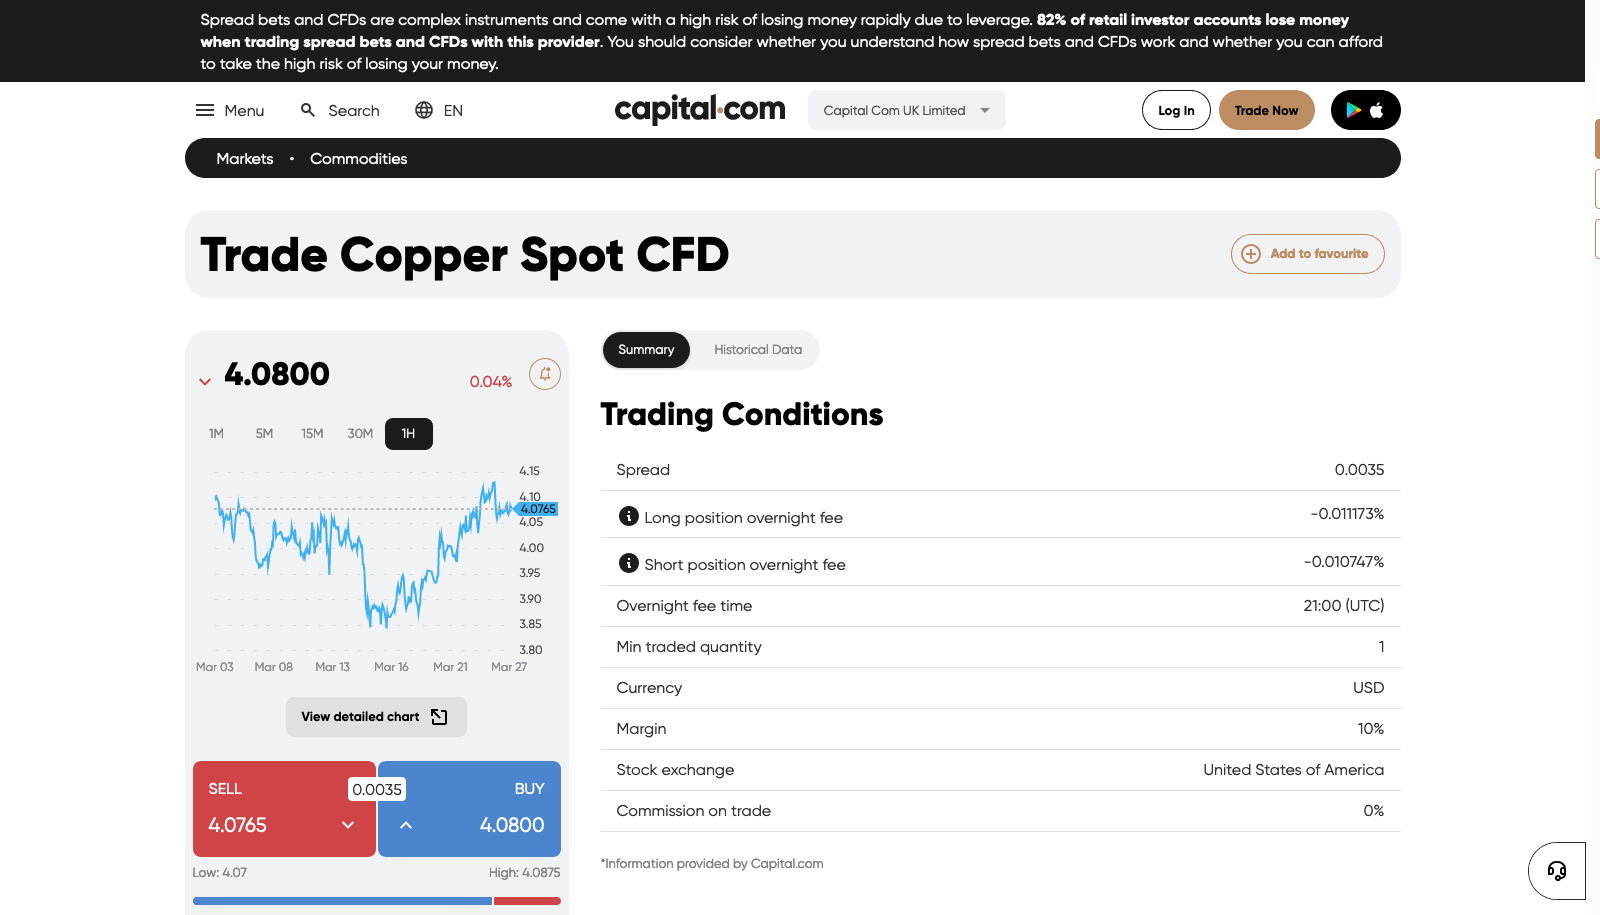 Spread bets and CFDs are complex instruments and come with a high risk of losing money rapidly due to leverage. 82% of retail investor accounts lose money
when trading spread bets and CFDs with this provider. You should consider whether you understand how spread bets and CFDs work and whether you can afford
to take the high risk of losing your money.
Menu
Search
EN
capital.com
Capital Com UK Limited
Log In
Trade Now
Markets • Commodities
Trade Copper Spot CFD
Add to favourite
4.0800
0.04%
1M 5M 15M 30M 1H
4.15
4.10
4.0765
4.05
4.00
3.95
3.90
3.85
3.80
Mar 03 Mar 08 Mar 13 Mar 16 Mar 21 Mar 27
View detailed chart
SELL
4.0765
0.0035
BUY
4.0800
Low: 4.07
High: 4.0875
Summary
Historical Data
Trading Conditions
Spread 0.0035
Long position overnight fee -0.011173%
Short position overnight fee -0.010747%
Overnight fee time 21:00 (UTC)
Min traded quantity 1
Currency USD
Margin 10%
Stock exchange United States of America
Commission on trade 0%
*Information provided by Capital.com